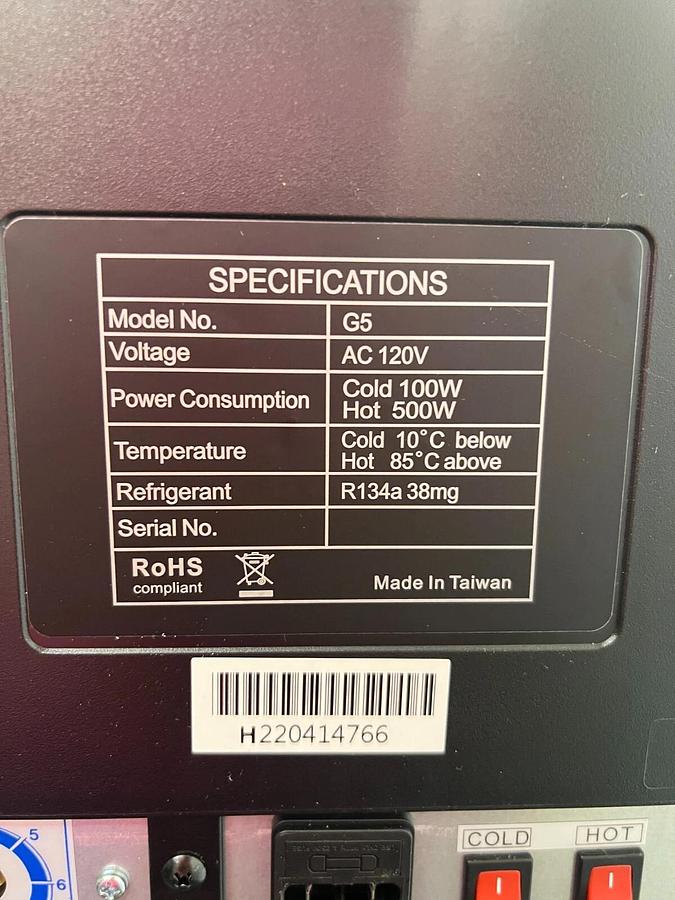 SPECIFICATIONS
Model No. G5
Voltage AC 120V
Power Consumption Cold 100W
Hot 500W
Temperature Cold 10°C below
Hot 85°C above
Refrigerant R134a 38mg
Serial No.
RoHS
compliant
Made In Taiwan
H220414766
COLD
HOT
5
6